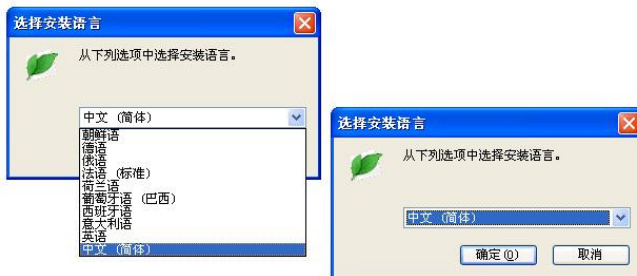 选择安装语言
从下列选项中选择安装语言。
中文 (简体)
朝鲜语
德语
俄语
法语 (标准)
荷兰语
葡萄牙语 (巴西)
西班牙语
意大利语
英语
中文 (简体)
选择安装语言
从下列选项中选择安装语言。
中文 (简体)
确定(O)
取消